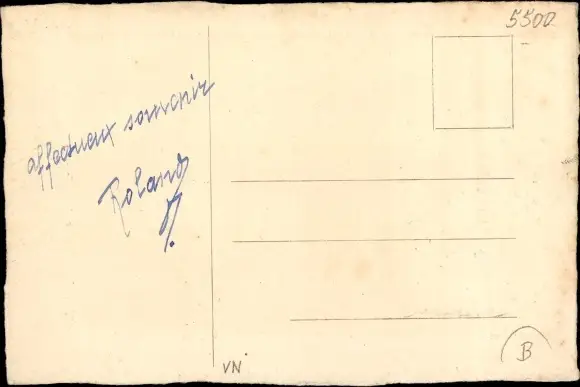 5500
affectueux souvenir
Roland
VN
B